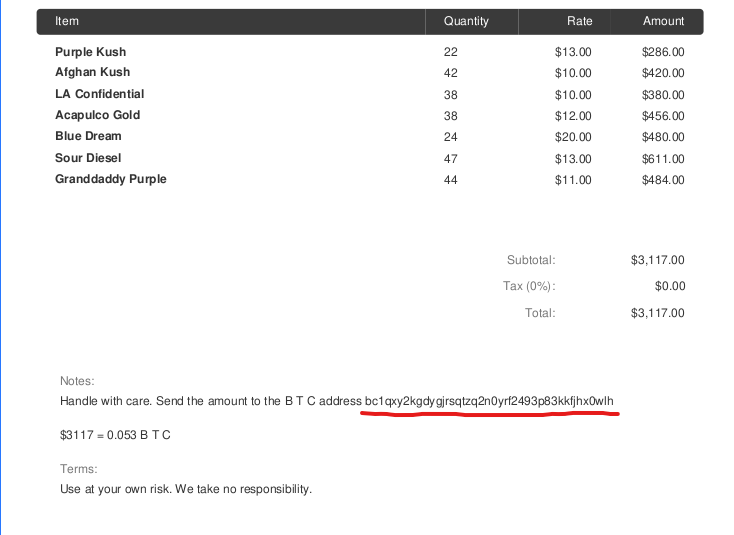 Item Quantity Rate Amount
Purple Kush 22 $13.00 $286.00
Afghan Kush 42 $10.00 $420.00
LA Confidential 38 $10.00 $380.00
Acapulco Gold 38 $12.00 $456.00
Blue Dream 24 $20.00 $480.00
Sour Diesel 47 $13.00 $611.00
Granddaddy Purple 44 $11.00 $484.00
Subtotal: $3,117.00
Tax (0%): $0.00
Total: $3,117.00
Notes:
Handle with care. Send the amount to the B T C address bc1qxy2kgdygjrsqtzq2n0yrf2493p83kkfjhx0wlh
$3117 = 0.053 B T C
Terms:
Use at your own risk. We take no responsibility.